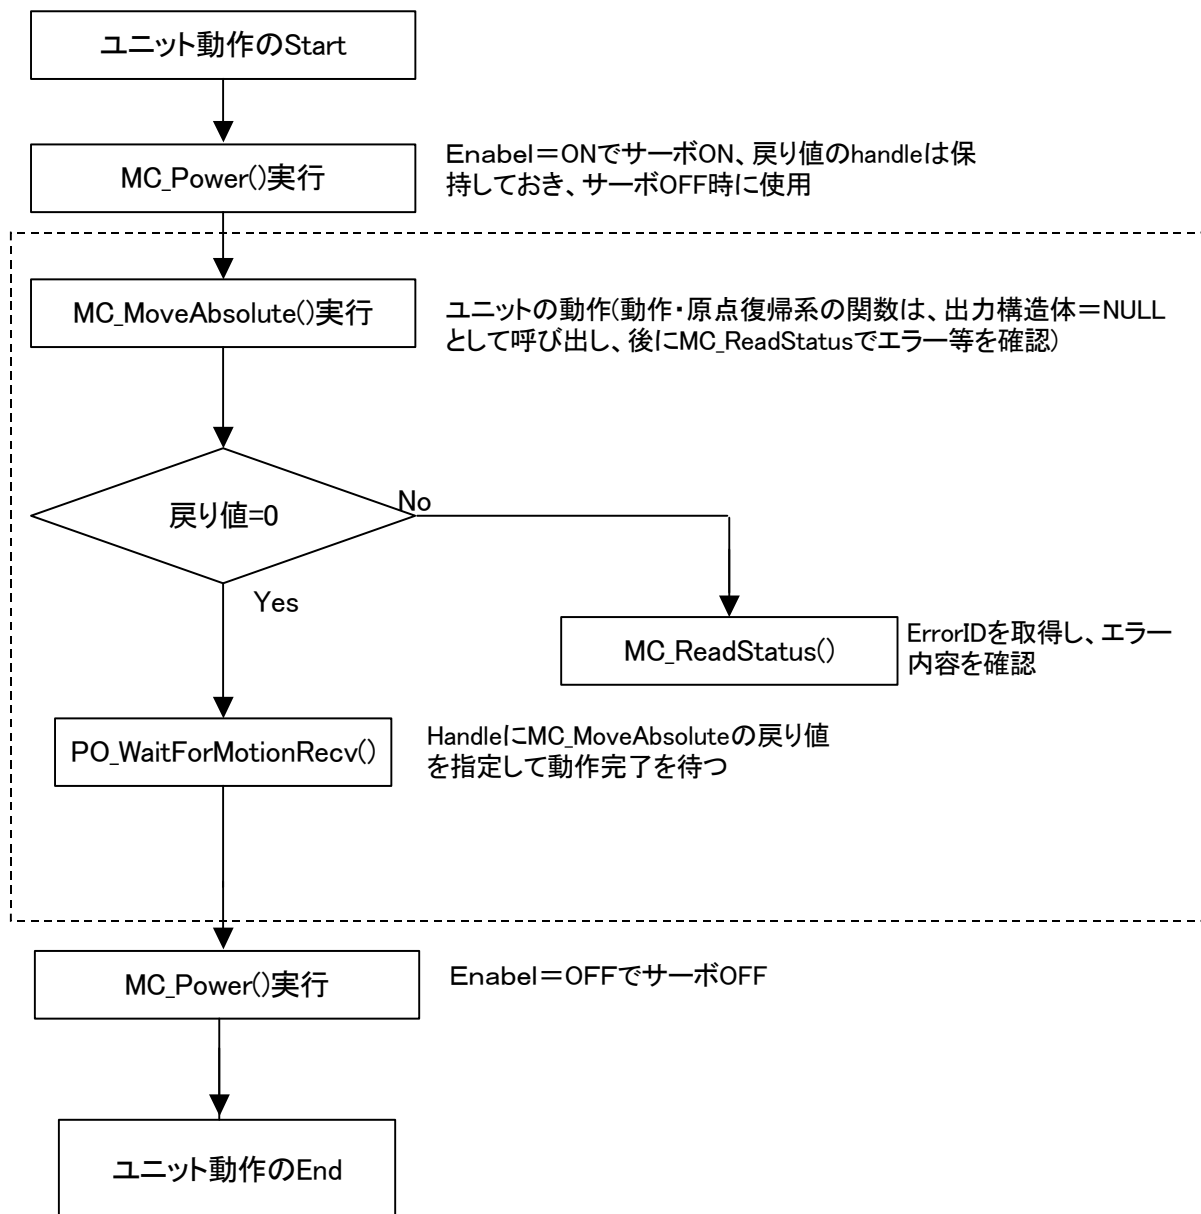 ユニット動作のStart
MC_Power()実行
Enabel=ONでサーボON、戻り値のhandleは保
持しておき、サーボOFF時に使用
MC_MoveAbsolute()実行
ユニットの動作(動作・原点復帰系の関数は、出力構造体=NULL
として呼び出し、後にMC_ReadStatusでエラー等を確認)
戻り値=0
No
Yes
MC_ReadStatus()
ErrorIDを取得し、エラー
内容を確認
PO_WaitForMotionRecv()
HandleにMC_MoveAbsoluteの戻り値
を指定して動作完了を待つ
MC_Power()実行
Enabel=OFFでサーボOFF
ユニット動作のEnd